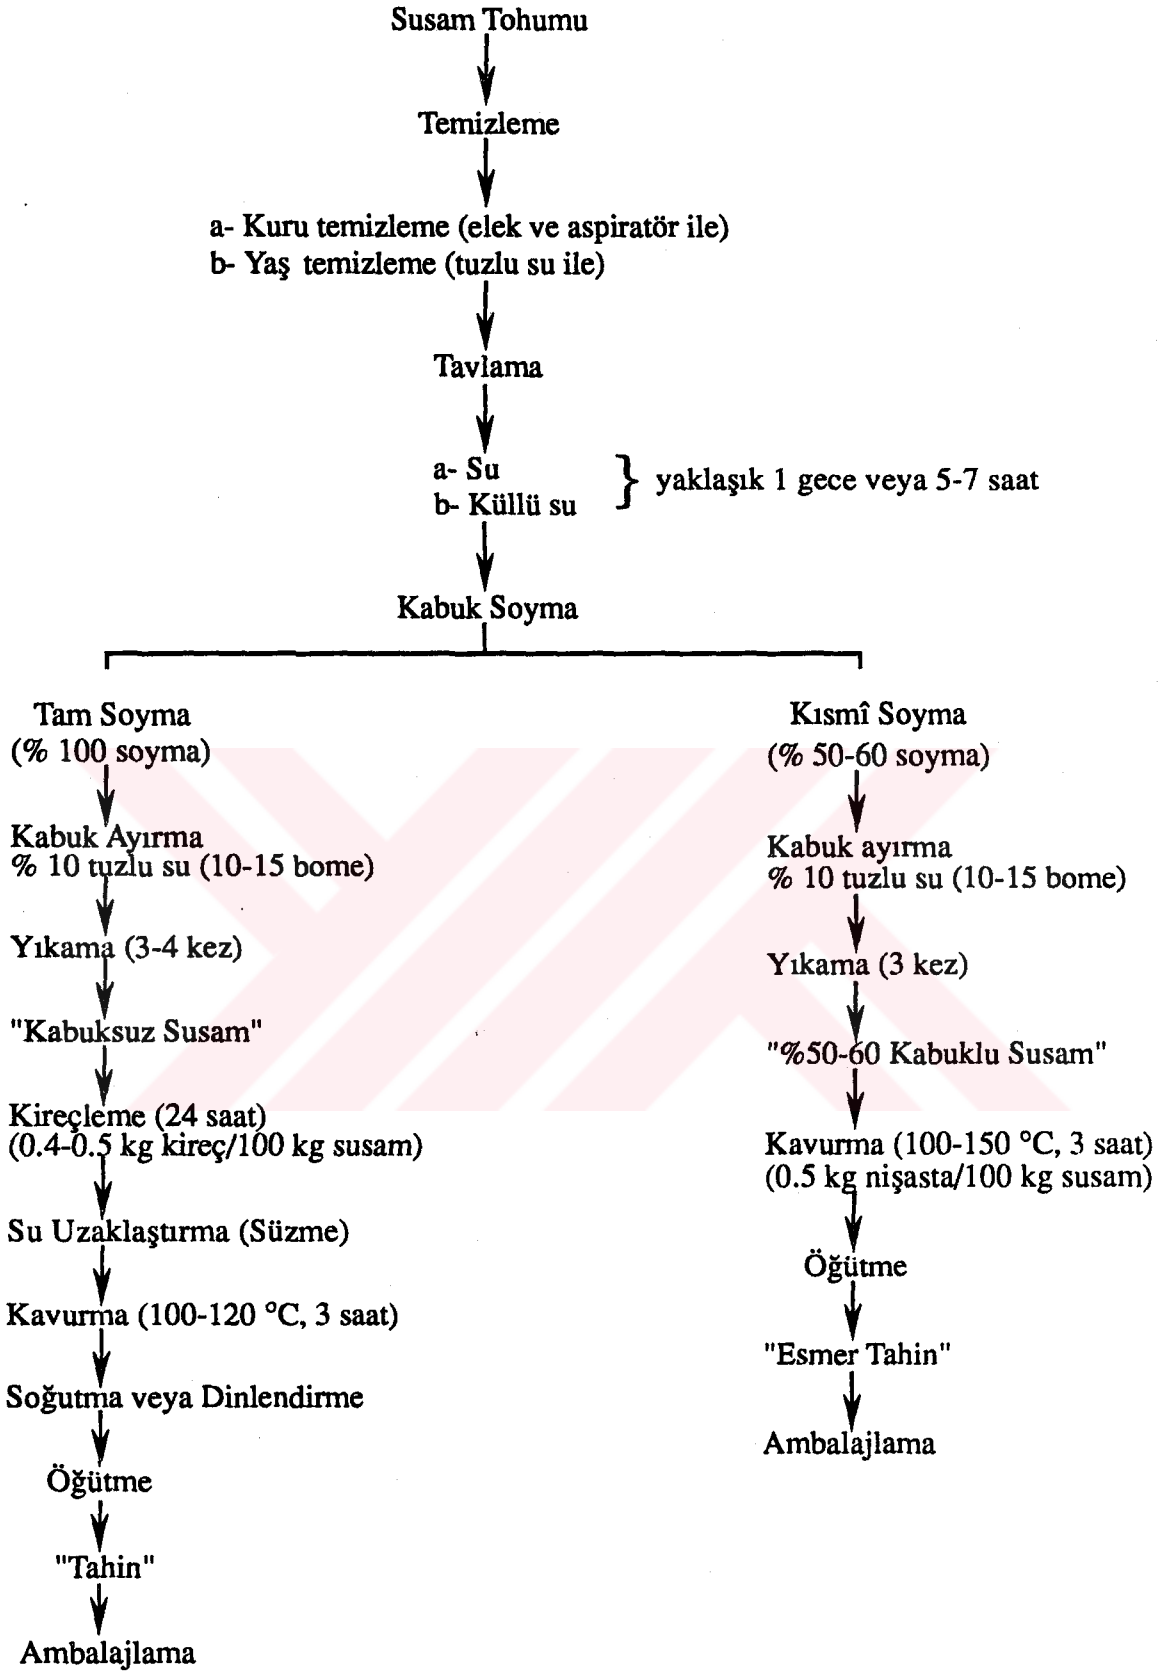 Susam Tohumu
Temizleme
a- Kuru temizleme (elek ve aspiratör ile)
b- Yaş temizleme (tuzlu su ile)
Tavlama
a- Su
b- Küllü su
} yaklaşık 1 gece veya 5-7 saat
Kabuk Soyma
Tam Soyma
(% 100 soyma)
Kabuk Ayırma
% 10 tuzlu su (10-15 bome)
Yıkama (3-4 kez)
"Kabuksuz Susam"
Kireçleme (24 saat)
(0.4-0.5 kg kireç/100 kg susam)
Su Uzaklaştırma (Süzme)
Kavurma (100-120 °C, 3 saat)
Soğutma veya Dinlendirme
Öğütme
"Tahin"
Ambalajlama
Kısmî Soyma
(% 50-60 soyma)
Kabuk ayırma
% 10 tuzlu su (10-15 bome)
Yıkama (3 kez)
"%50-60 Kabuklu Susam"
Kavurma (100-150 °C, 3 saat)
(0.5 kg nişasta/100 kg susam)
Öğütme
"Esmer Tahin"
Ambalajlama